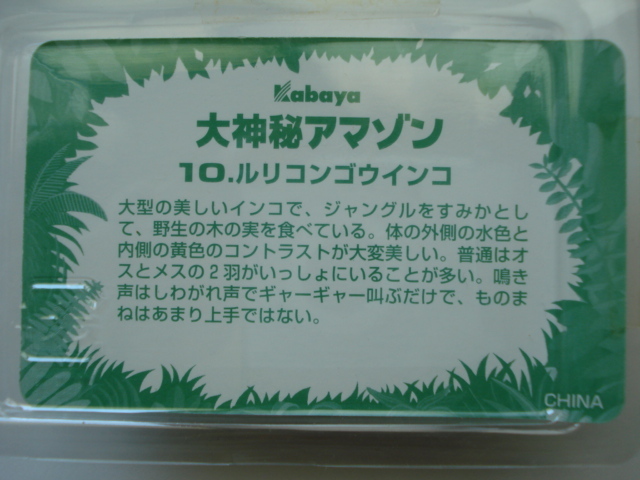 Kabaya
大神秘アマゾン
10.ルリコンゴウインコ
大型の美しいインコで、ジャングルをすみかとし
て、野生の木の実を食べている。体の外側の水色と
内側の黄色のコントラストが大変美しい。普通はオ
スとメスの2羽がいっしょにいることが多い。鳴き
声はしわがれ声でギャーギャー叫ぶだけで、ものま
ねはあまり上手ではない。
CHINA